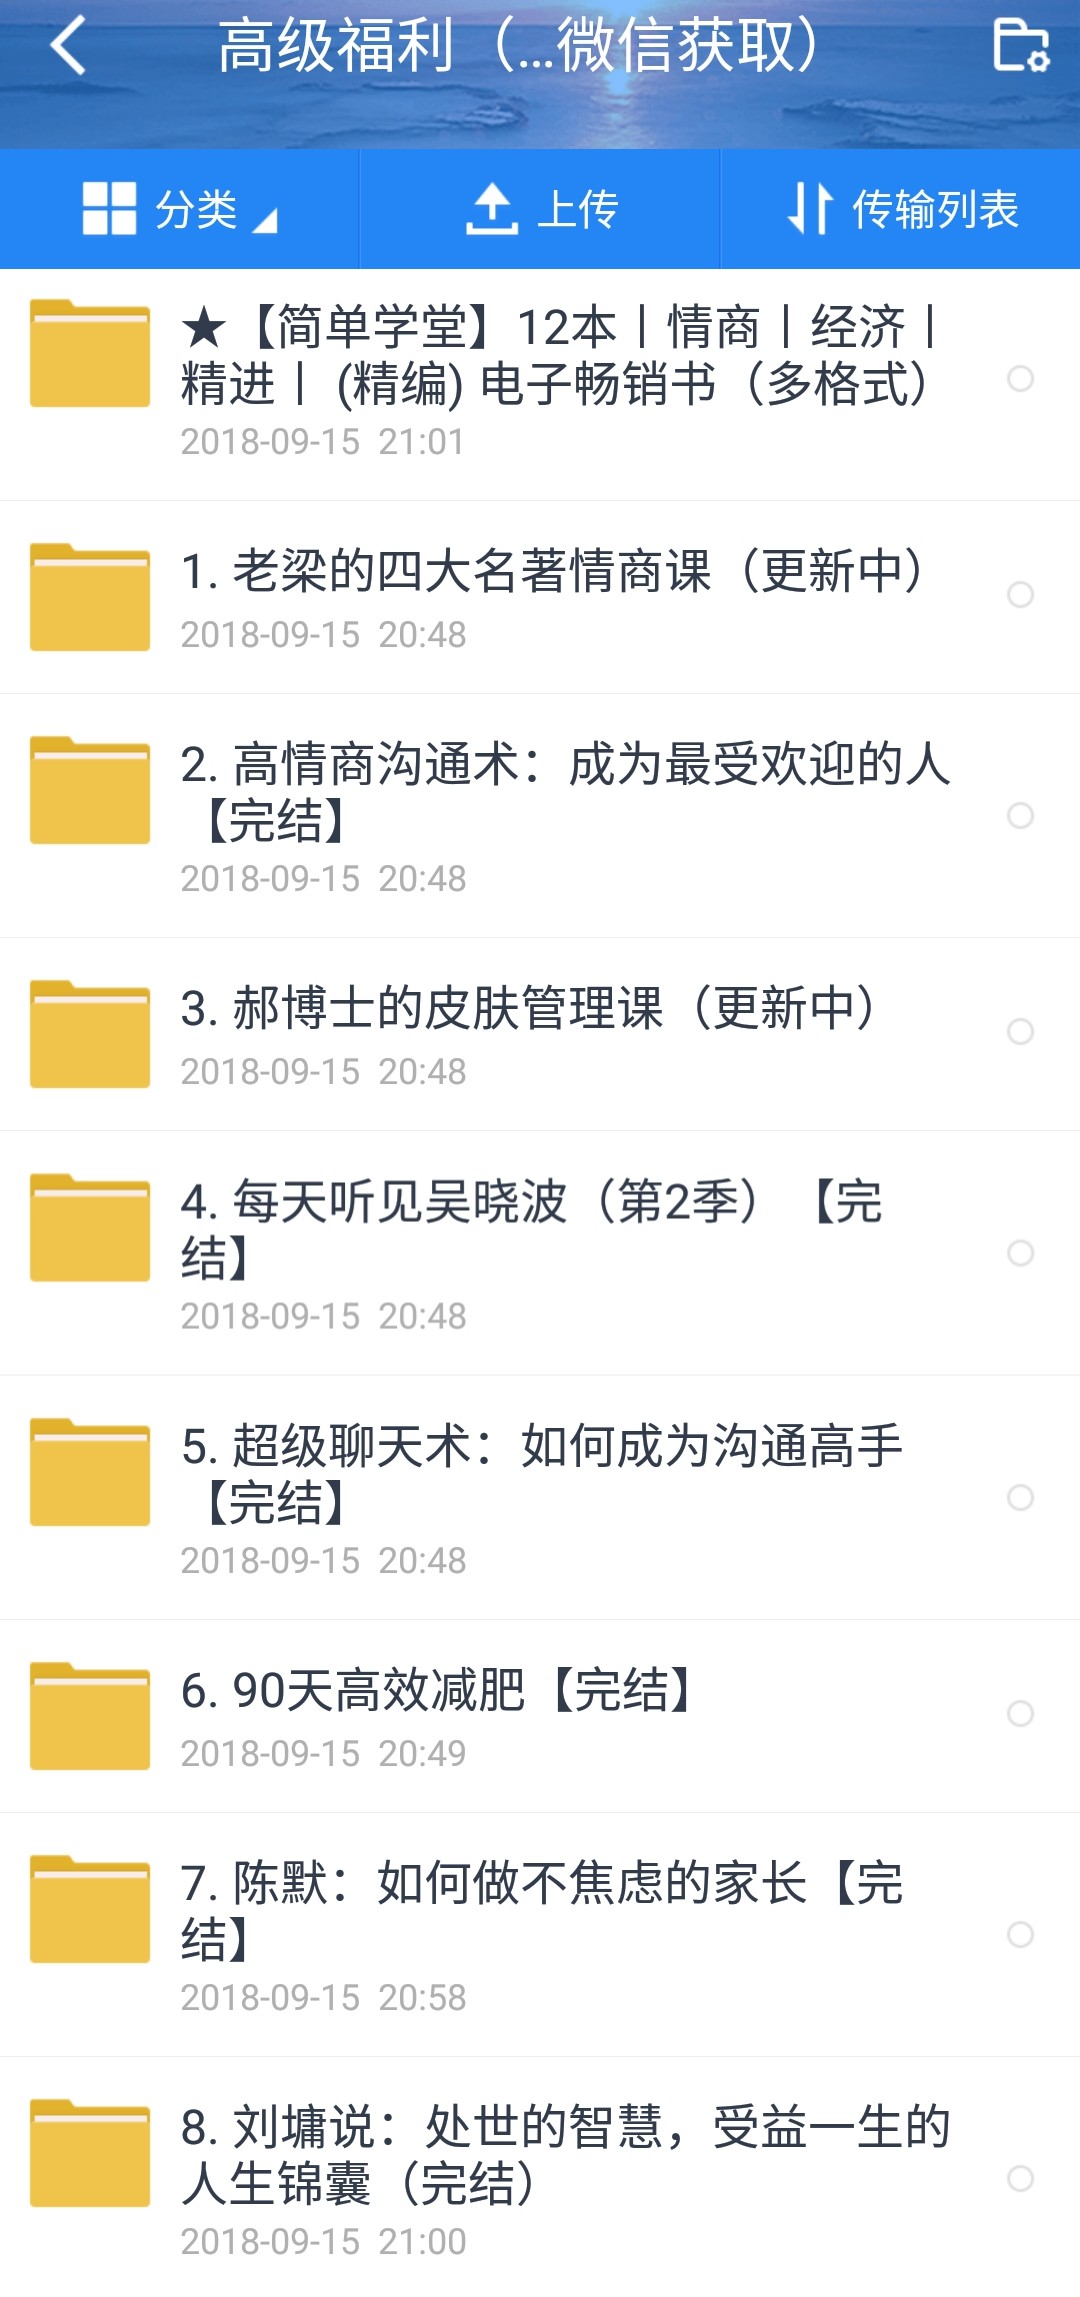 高级福利（...微信获取）
分类
上传
传输列表
★【简单学堂】12本丨情商丨经济丨
精进丨 (精编) 电子畅销书（多格式）
2018-09-15 21:01
1. 老梁的四大名著情商课（更新中）
2018-09-15 20:48
2. 高情商沟通术：成为最受欢迎的人
【完结】
2018-09-15 20:48
3. 郝博士的皮肤管理课（更新中）
2018-09-15 20:48
4. 每天听见吴晓波（第2季）【完
结】
2018-09-15 20:48
5. 超级聊天术：如何成为沟通高手
【完结】
2018-09-15 20:48
6. 90天高效减肥【完结】
2018-09-15 20:49
7. 陈默：如何做不焦虑的家长【完
结】
2018-09-15 20:58
8. 刘墉说：处世的智慧，受益一生的
人生锦囊（完结）
2018-09-15 21:00